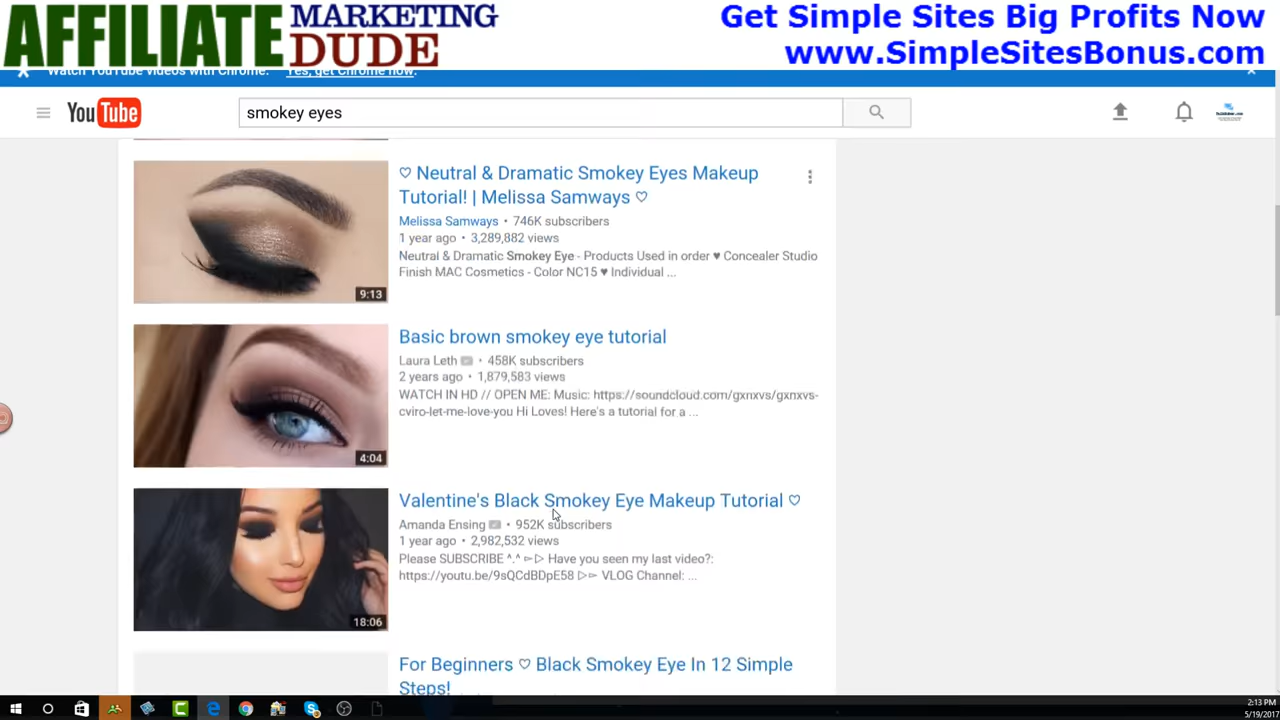 AFFILIATE MARKETING DUDE
Get Simple Sites Big Profits Now
www.SimpleSitesBonus.com
Watch YouTube videos with Chrome. Yes, get Chrome now.
YouTube
smokey eyes
♡ Neutral & Dramatic Smokey Eyes Makeup
Tutorial! | Melissa Samways ♡
Melissa Samways • 746K subscribers
1 year ago • 3,289,882 views
Neutral & Dramatic Smokey Eye - Products Used in order ♥ Concealer Studio
Finish MAC Cosmetics - Color NC15 ♥ Individual ...
9:13
Basic brown smokey eye tutorial
Laura Leth • 458K subscribers
2 years ago • 1,879,583 views
WATCH IN HD // OPEN ME: Music: https://soundcloud.com/gxnxvs/gxnxvs-
cviro-let-me-love-you Hi Loves! Here's a tutorial for a ...
4:04
Valentine's Black Smokey Eye Makeup Tutorial ♡
Amanda Ensing • 952K subscribers
1 year ago • 2,982,532 views
Please SUBSCRIBE ^.^ ➳▷ Have you seen my last video?:
https://youtu.be/9sQCdBDpE58 ▷➳ VLOG Channel: ...
18:06
For Beginners ♡ Black Smokey Eye In 12 Simple
Steps!
2:13 PM
5/19/2017